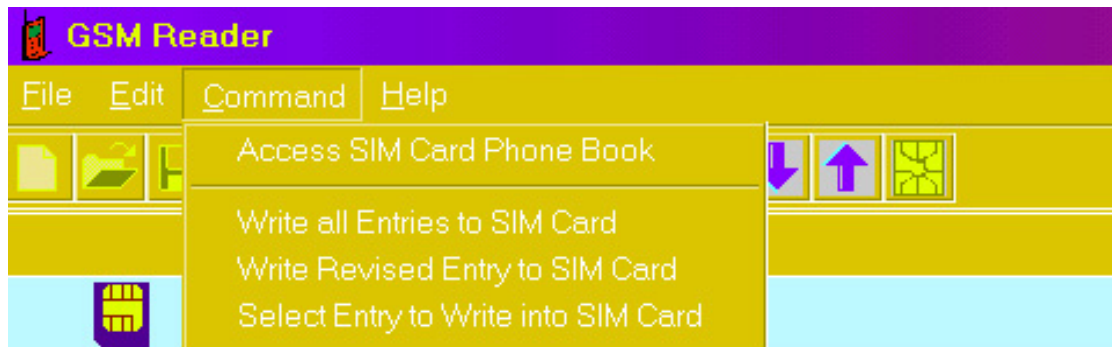 GSM Reader
File Edit Command Help
Access SIM Card Phone Book
Write all Entries to SIM Card
Write Revised Entry to SIM Card
Select Entry to Write into SIM Card